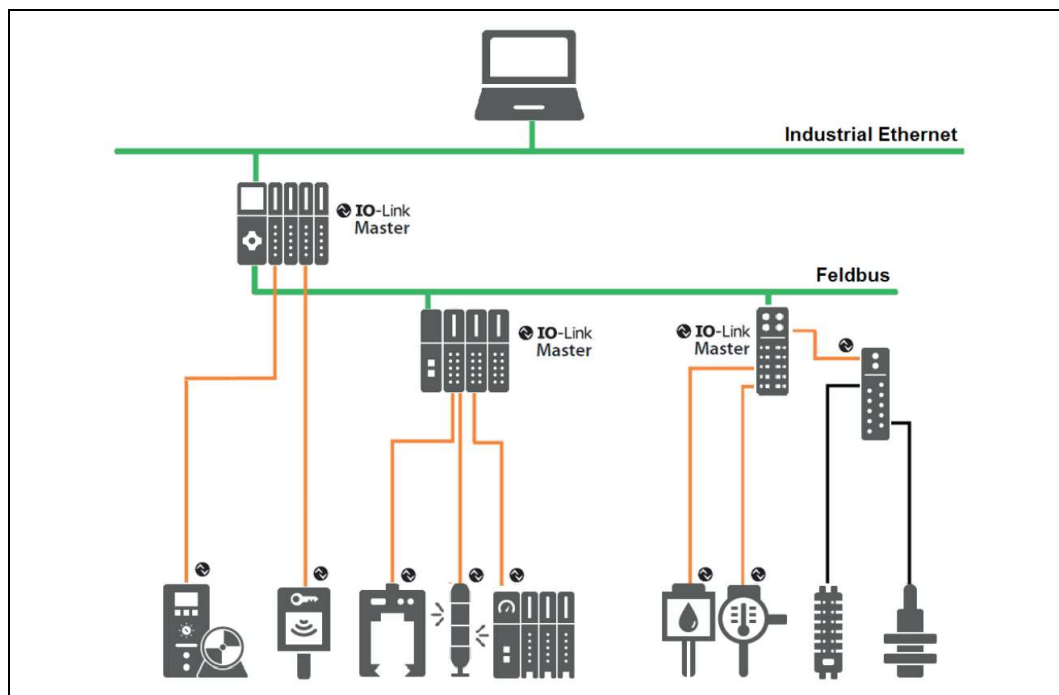 Industrial Ethernet
IO-Link
Master
Feldbus
IO-Link
Master
IO-Link
Master